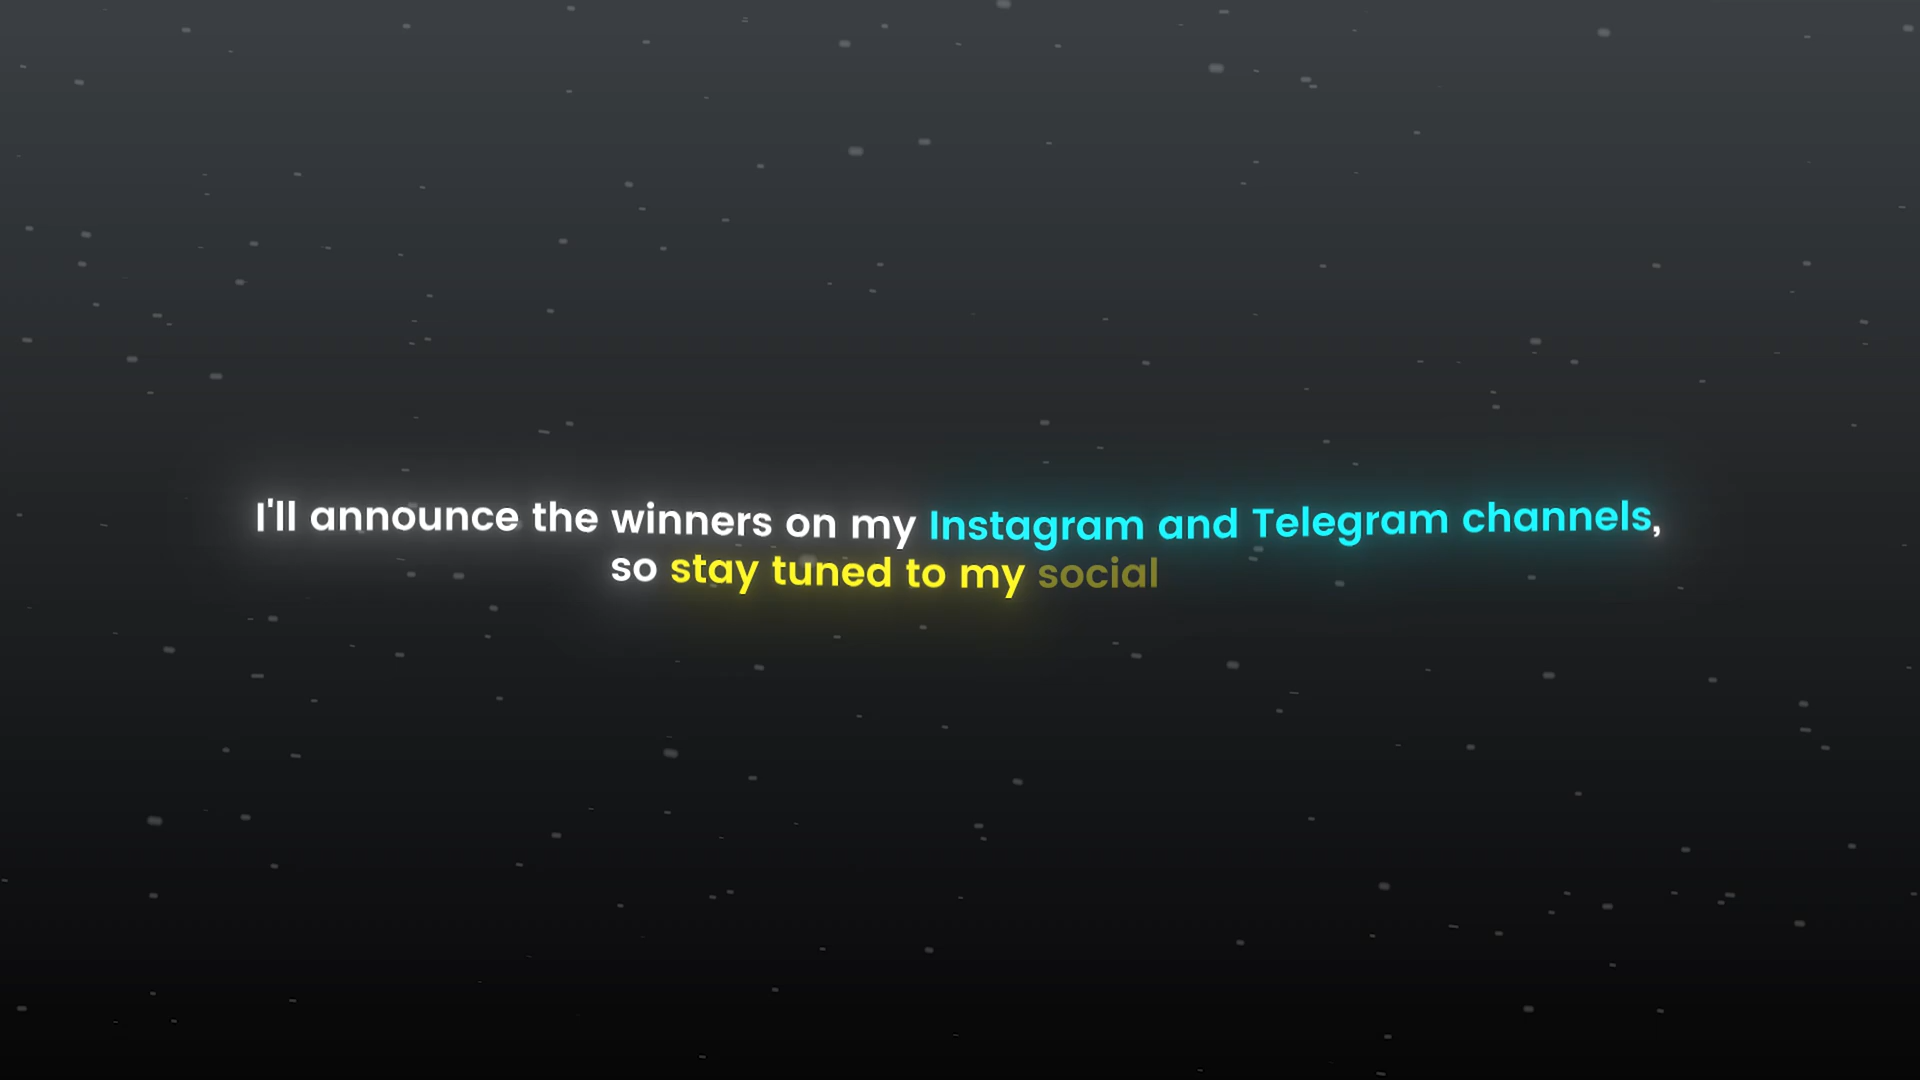 I'll announce the winners on my Instagram and Telegram channels,
so stay tuned to my social